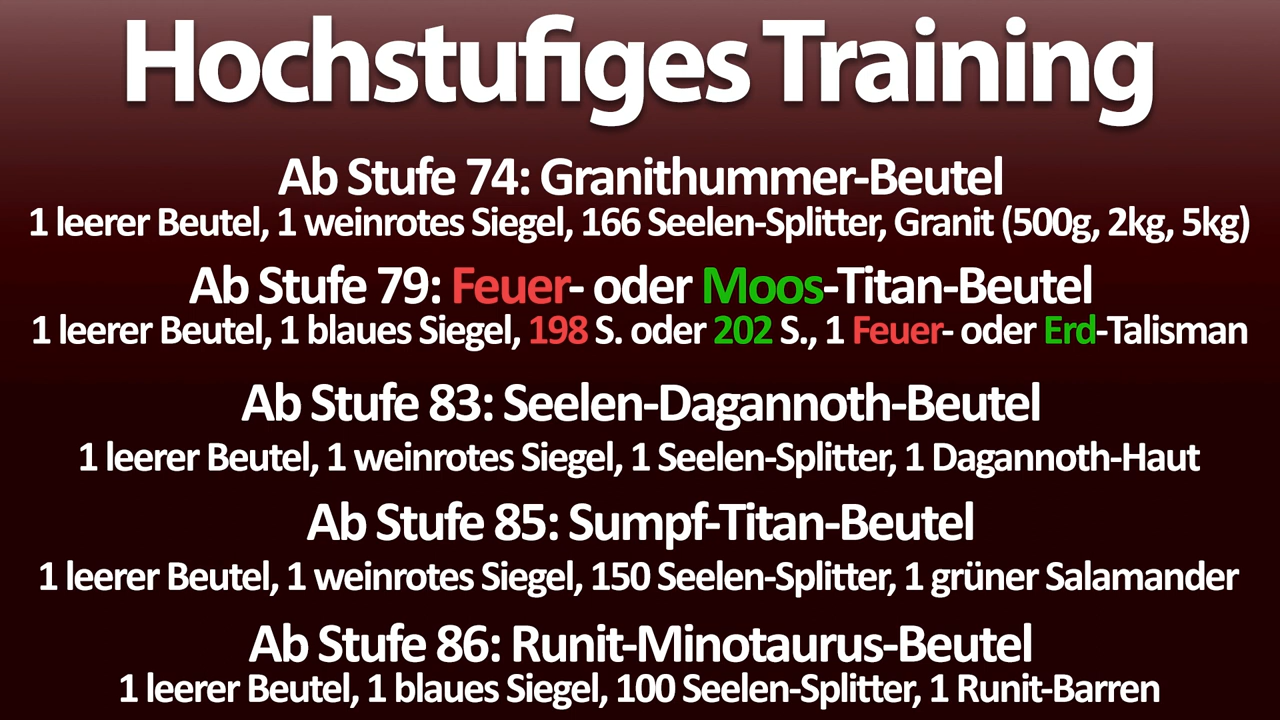 Hochstufiges Training
Ab Stufe 74: Granithummer-Beutel
1 leerer Beutel, 1 weinrotes Siegel, 166 Seelen-Splitter, Granit (500g, 2kg, 5kg)
Ab Stufe 79: Feuer- oder Moos-Titan-Beutel
1 leerer Beutel, 1 blaues Siegel, 198 S. oder 202 S., 1 Feuer- oder Erd-Talisman
Ab Stufe 83: Seelen-Dagannoth-Beutel
1 leerer Beutel, 1 weinrotes Siegel, 1 Seelen-Splitter, 1 Dagannoth-Haut
Ab Stufe 85: Sumpf-Titan-Beutel
1 leerer Beutel, 1 weinrotes Siegel, 150 Seelen-Splitter, 1 grüner Salamander
Ab Stufe 86: Runit-Minotaurus-Beutel
1 leerer Beutel, 1 blaues Siegel, 100 Seelen-Splitter, 1 Runit-Barren